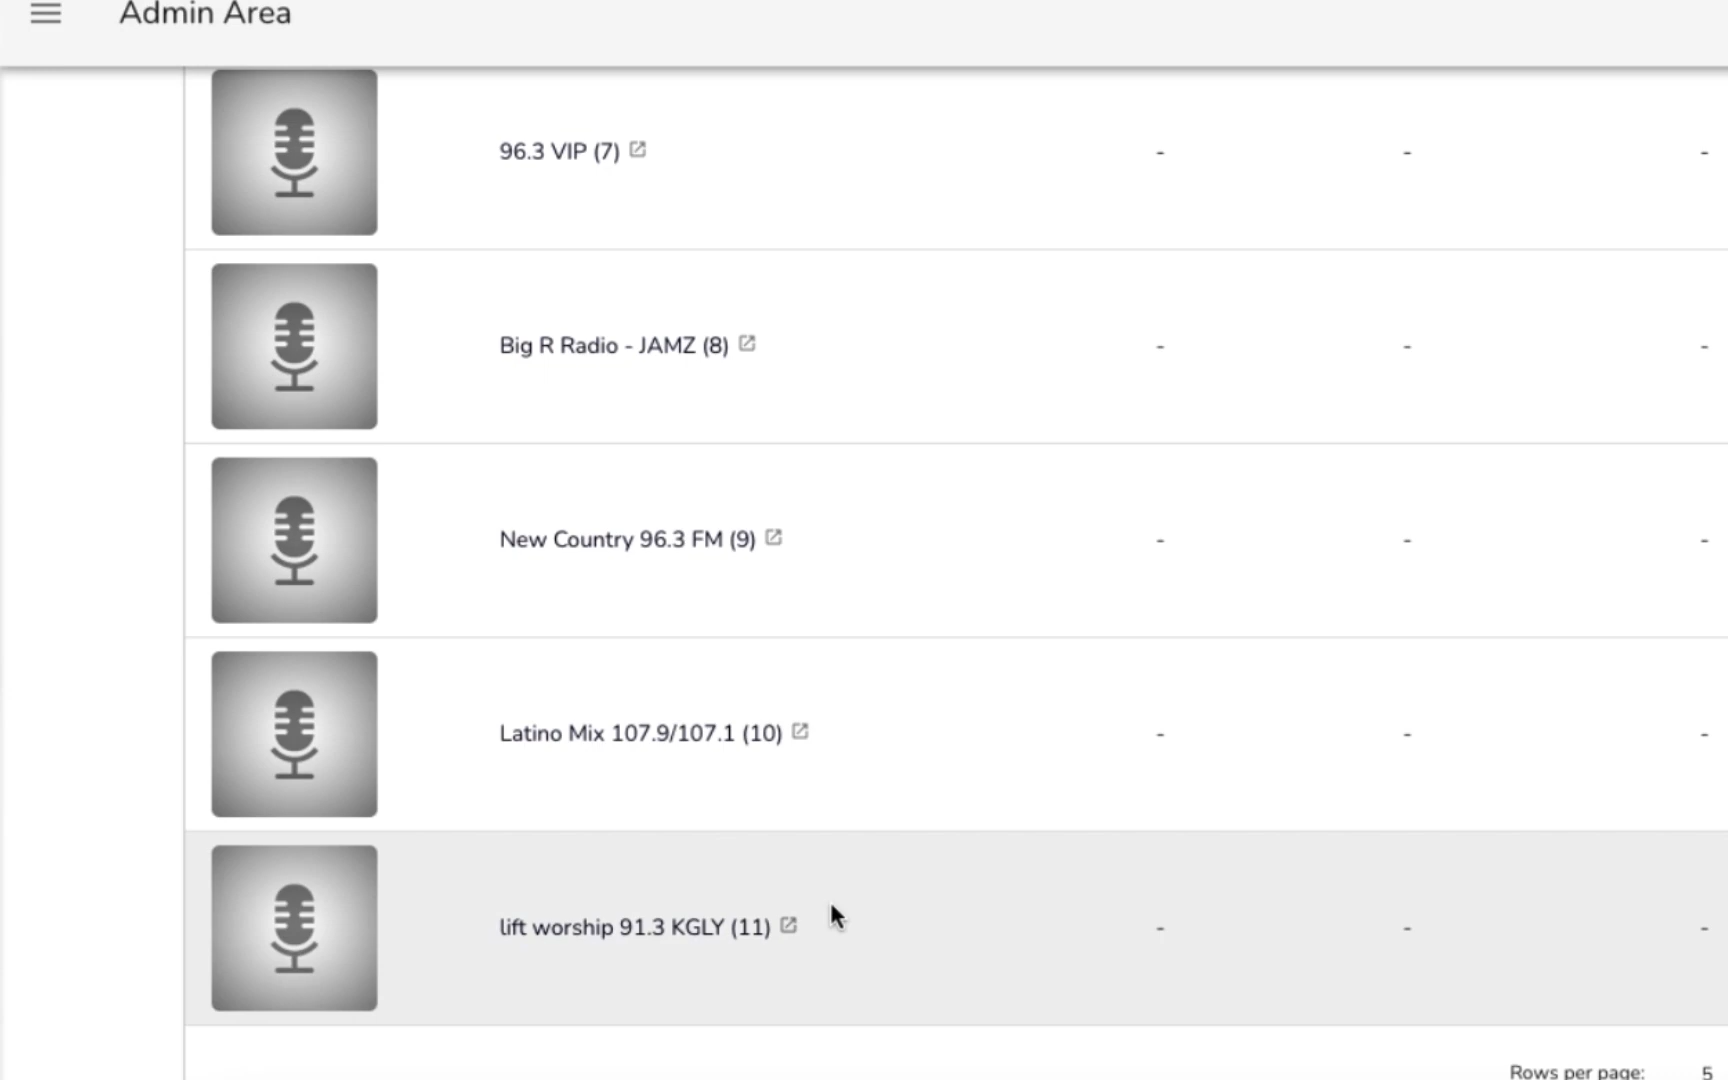 Admin Area
96.3 VIP (7) - - -
Big R Radio - JAMZ (8) - - -
New Country 96.3 FM (9) - - -
Latino Mix 107.9/107.1 (10) - - -
lift worship 91.3 KGLY (11) - - -
Rows per page: 5